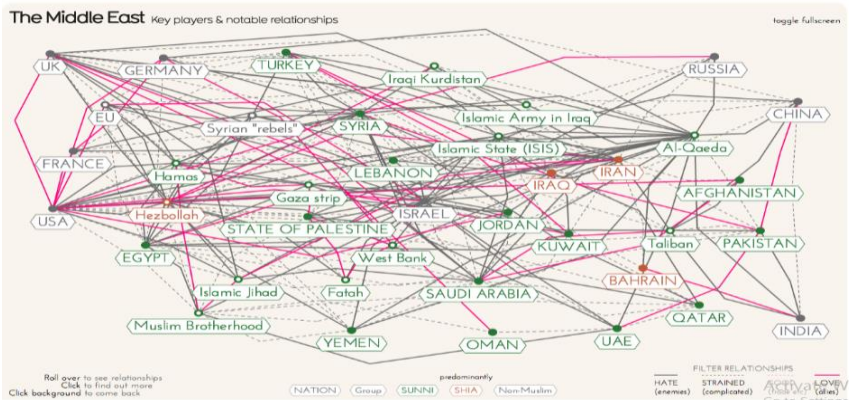 The Middle East Key players & notable relationships
toggle fullscreen
UK
GERMANY
TURKEY
Iraqi Kurdistan
RUSSIA
EU
Syrian "rebels"
SYRIA
Islamic Army in Iraq
CHINA
FRANCE
Hamas
LEBANON
Islamic State (ISIS)
Al-Qaeda
IRAQ
IRAN
AFGHANISTAN
USA
Hezbollah
Gaza strip
ISRAEL
STATE OF PALESTINE
JORDAN
KUWAIT
Taliban
PAKISTAN
EGYPT
West Bank
Islamic Jihad
Fatah
SAUDI ARABIA
BAHRAIN
Muslim Brotherhood
YEMEN
OMAN
UAE
QATAR
INDIA
Roll over to see relationships
Click to find out more
Click background to come back
predominantly
NATION Group SUNNI SHIA Non-Muslim
FILTER RELATIONSHIPS
HATE STRAINED LOVE
(enemies) (complicated) (allies)